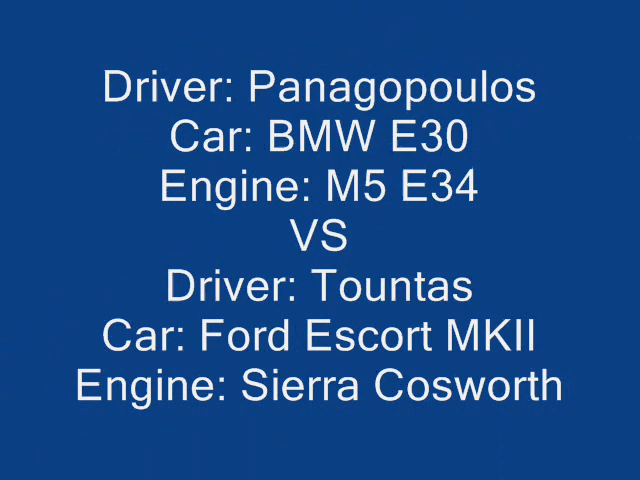 Driver: Panagopoulos
Car: BMW E30
Engine: M5 E34
VS
Driver: Tountas
Car: Ford Escort MKII
Engine: Sierra Cosworth